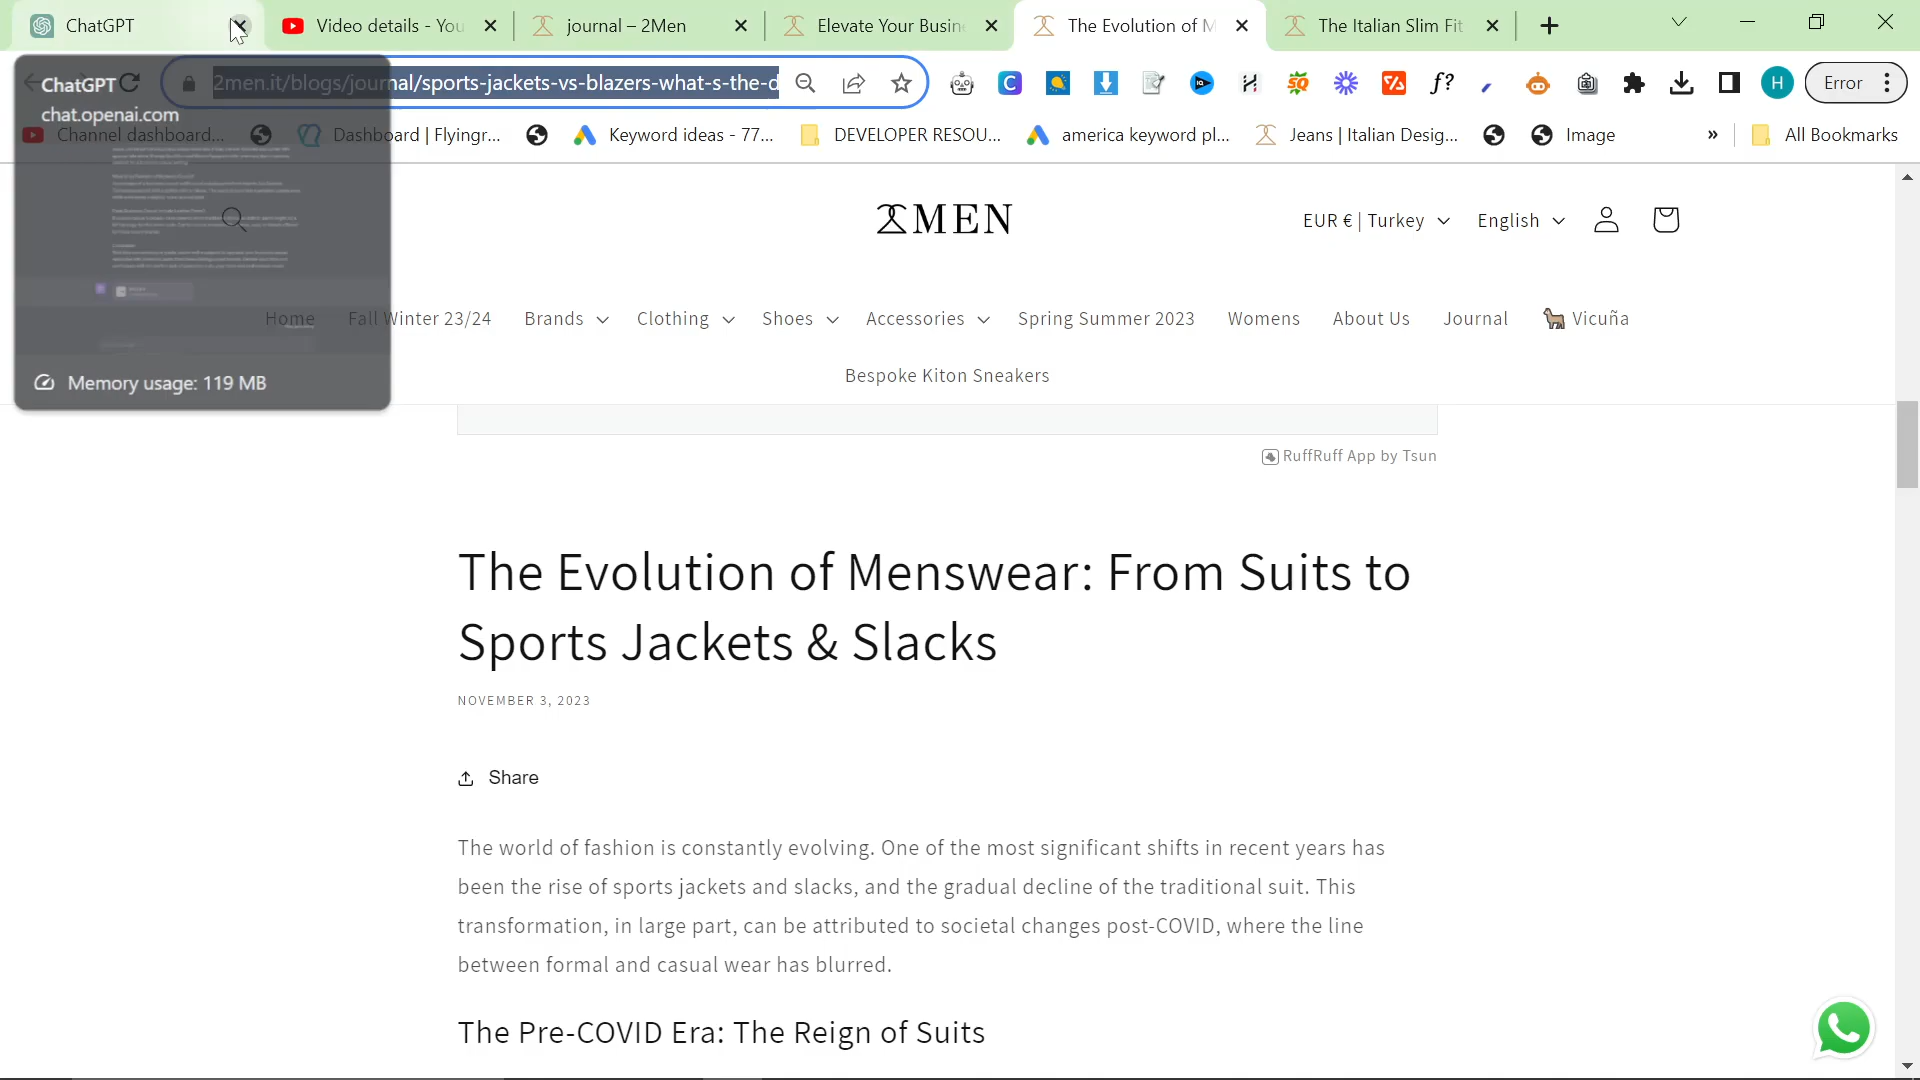 ChatGPT
Video details - You
journal – 2Men
Elevate Your Busin
The Evolution of M
The Italian Slim Fit
ChatGPT
chat.openai.com
2men.it/blogs/journal/sports-jackets-vs-blazers-what-s-the-d
Error
H
Channel dashboard...
Dashboard | Flyingr...
Keyword ideas - 77...
DEVELOPER RESOU...
america keyword pl...
Jeans | Italian Desig...
Image
»
All Bookmarks
Memory usage: 119 MB
2MEN
EUR € | Turkey
English
Home
Fall Winter 23/24
Brands
Clothing
Shoes
Accessories
Spring Summer 2023
Womens
About Us
Journal
Vicuña
Bespoke Kiton Sneakers
RuffRuff App by Tsun
The Evolution of Menswear: From Suits to
Sports Jackets & Slacks
NOVEMBER 3, 2023
Share
The world of fashion is constantly evolving. One of the most significant shifts in recent years has
been the rise of sports jackets and slacks, and the gradual decline of the traditional suit. This
transformation, in large part, can be attributed to societal changes post-COVID, where the line
between formal and casual wear has blurred.
The Pre-COVID Era: The Reign of Suits